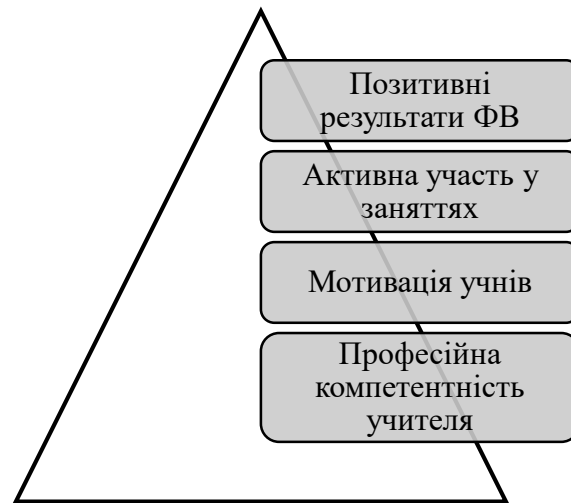 Позитивні
результати ФВ
Активна участь у
заняттях
Мотивація учнів
Професійна
компетентність
учителя